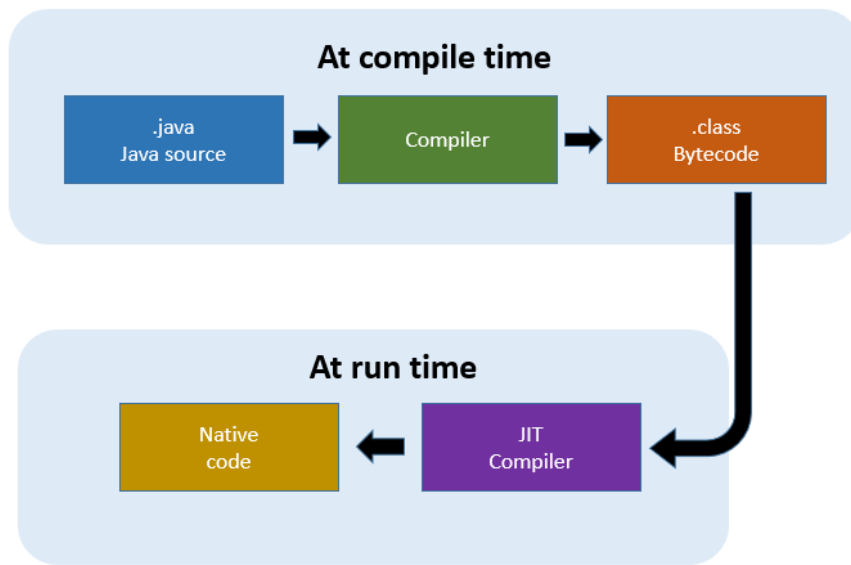 At compile time
.java
Java source
Compiler
.class
Bytecode
At run time
Native
code
JIT
Compiler